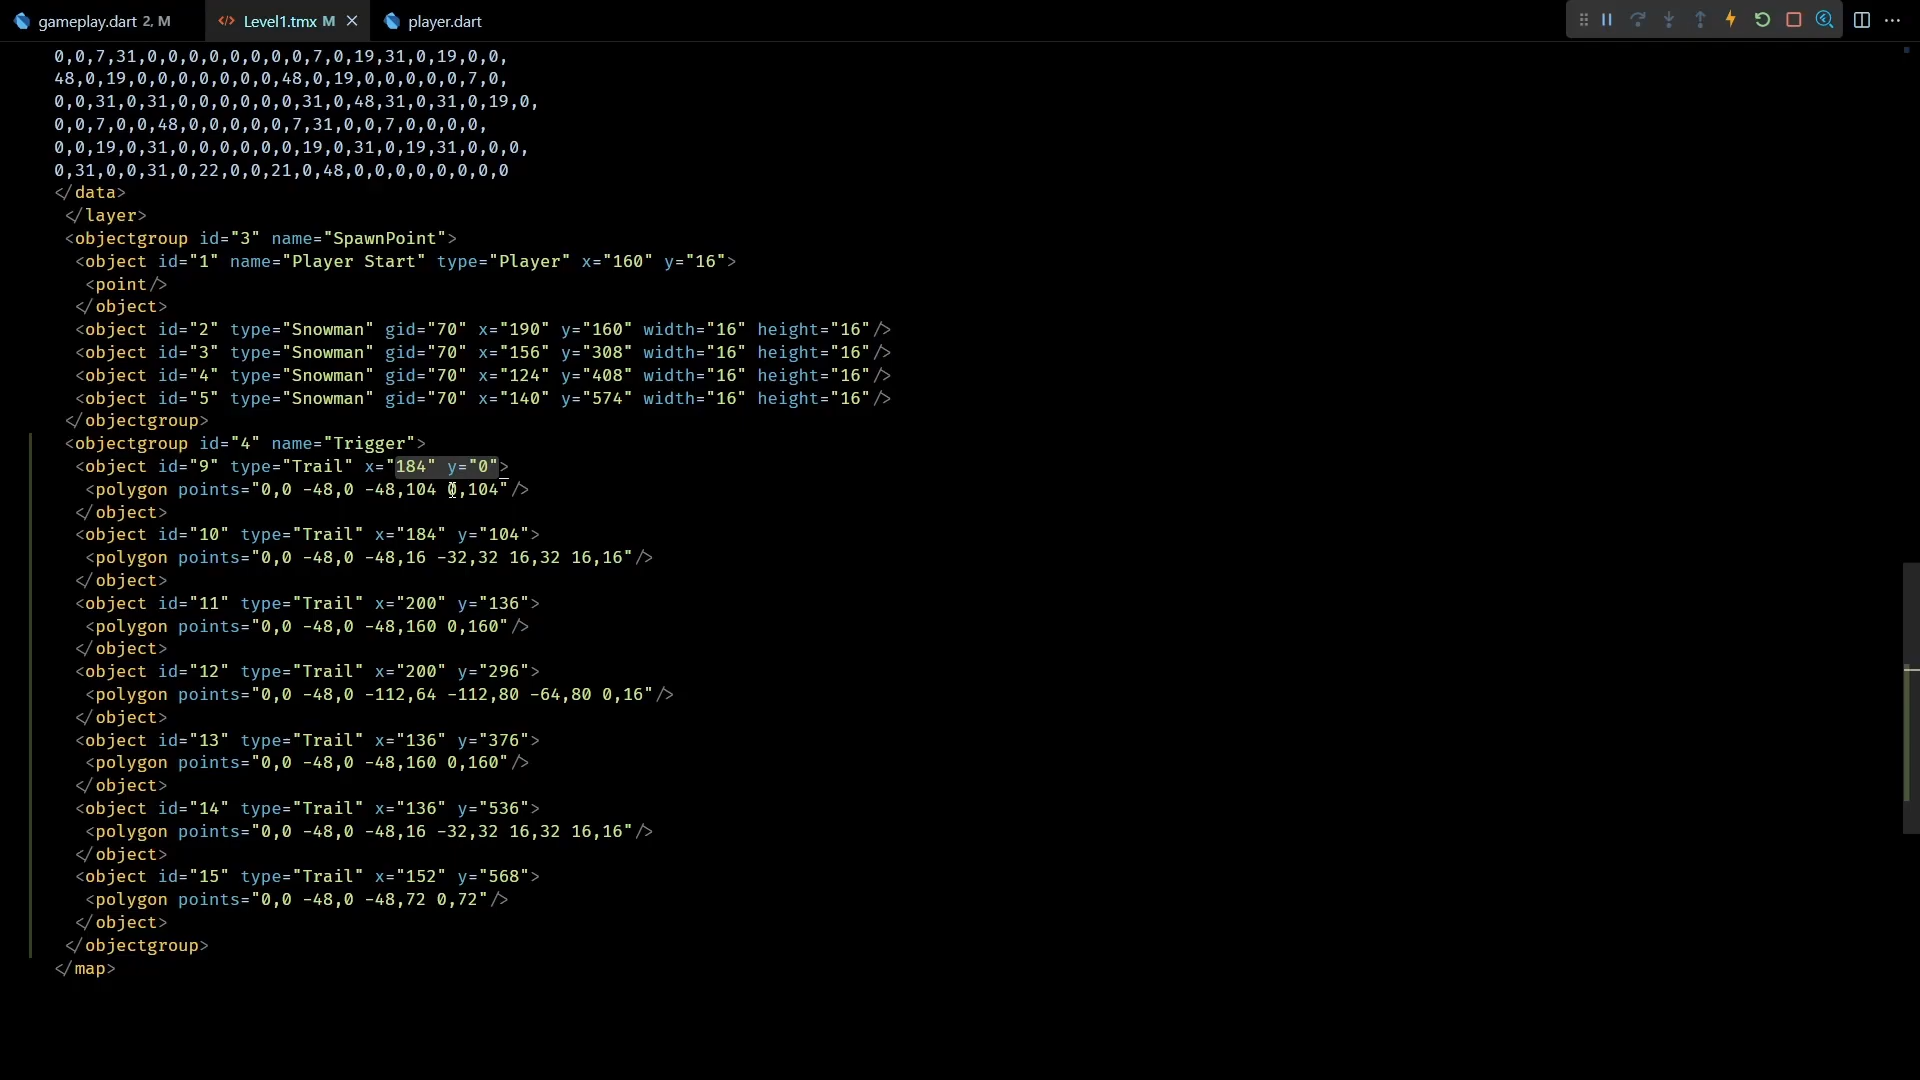 gameplay.dart 2, M
Level1.tmx M
player.dart
0,0,7,31,0,0,0,0,0,0,0,0,7,0,19,31,0,19,0,0,
48,0,19,0,0,0,0,0,0,0,48,0,19,0,0,0,0,0,7,0,
0,0,31,0,31,0,0,0,0,0,0,31,0,48,31,0,31,0,19,0,
0,0,7,0,0,48,0,0,0,0,0,7,31,0,0,7,0,0,0,0,
0,0,19,0,31,0,0,0,0,0,0,19,0,31,0,19,31,0,0,0,
0,31,0,0,31,0,22,0,0,21,0,48,0,0,0,0,0,0,0,0
</data>
</layer>
<objectgroup id="3" name="SpawnPoint">
<object id="1" name="Player Start" type="Player" x="160" y="16">
<point/>
</object>
<object id="2" type="Snowman" gid="70" x="190" y="160" width="16" height="16"/>
<object id="3" type="Snowman" gid="70" x="156" y="308" width="16" height="16"/>
<object id="4" type="Snowman" gid="70" x="124" y="408" width="16" height="16"/>
<object id="5" type="Snowman" gid="70" x="140" y="574" width="16" height="16"/>
</objectgroup>
<objectgroup id="4" name="Trigger">
<object id="9" type="Trail" x="184" y="0">
<polygon points="0,0 -48,0 -48,104 0,104"/>
</object>
<object id="10" type="Trail" x="184" y="104">
<polygon points="0,0 -48,0 -48,16 -32,32 16,32 16,16"/>
</object>
<object id="11" type="Trail" x="200" y="136">
<polygon points="0,0 -48,0 -48,160 0,160"/>
</object>
<object id="12" type="Trail" x="200" y="296">
<polygon points="0,0 -48,0 -112,64 -112,80 -64,80 0,16"/>
</object>
<object id="13" type="Trail" x="136" y="376">
<polygon points="0,0 -48,0 -48,160 0,160"/>
</object>
<object id="14" type="Trail" x="136" y="536">
<polygon points="0,0 -48,0 -48,16 -32,32 16,32 16,16"/>
</object>
<object id="15" type="Trail" x="152" y="568">
<polygon points="0,0 -48,0 -48,72 0,72"/>
</object>
</objectgroup>
</map>